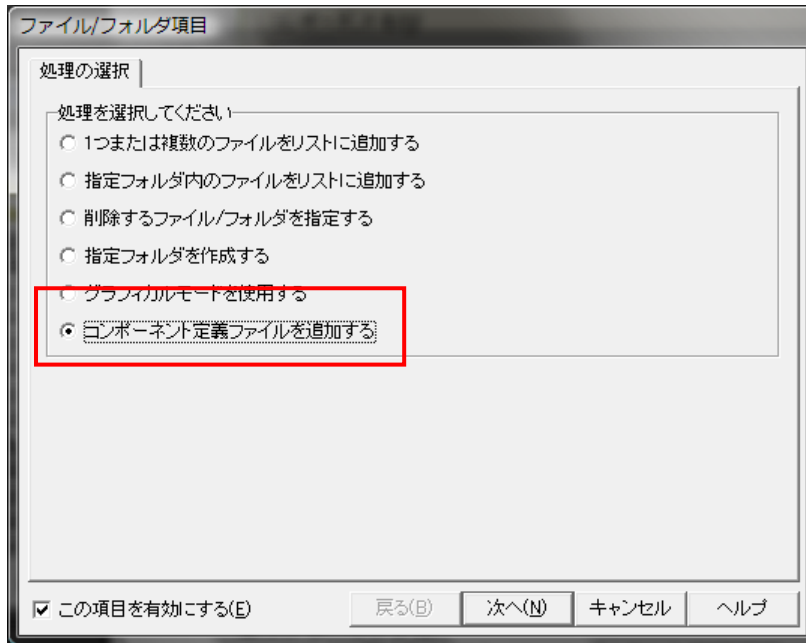 ファイル/フォルダ項目
処理の選択
処理を選択してください
1つまたは複数のファイルをリストに追加する
指定フォルダ内のファイルをリストに追加する
削除するファイル/フォルダを指定する
指定フォルダを作成する
グラフィカルモードを使用する
コンポーネント定義ファイルを追加する
この項目を有効にする(E)
戻る(B)
次へ(N)
キャンセル
ヘルプ